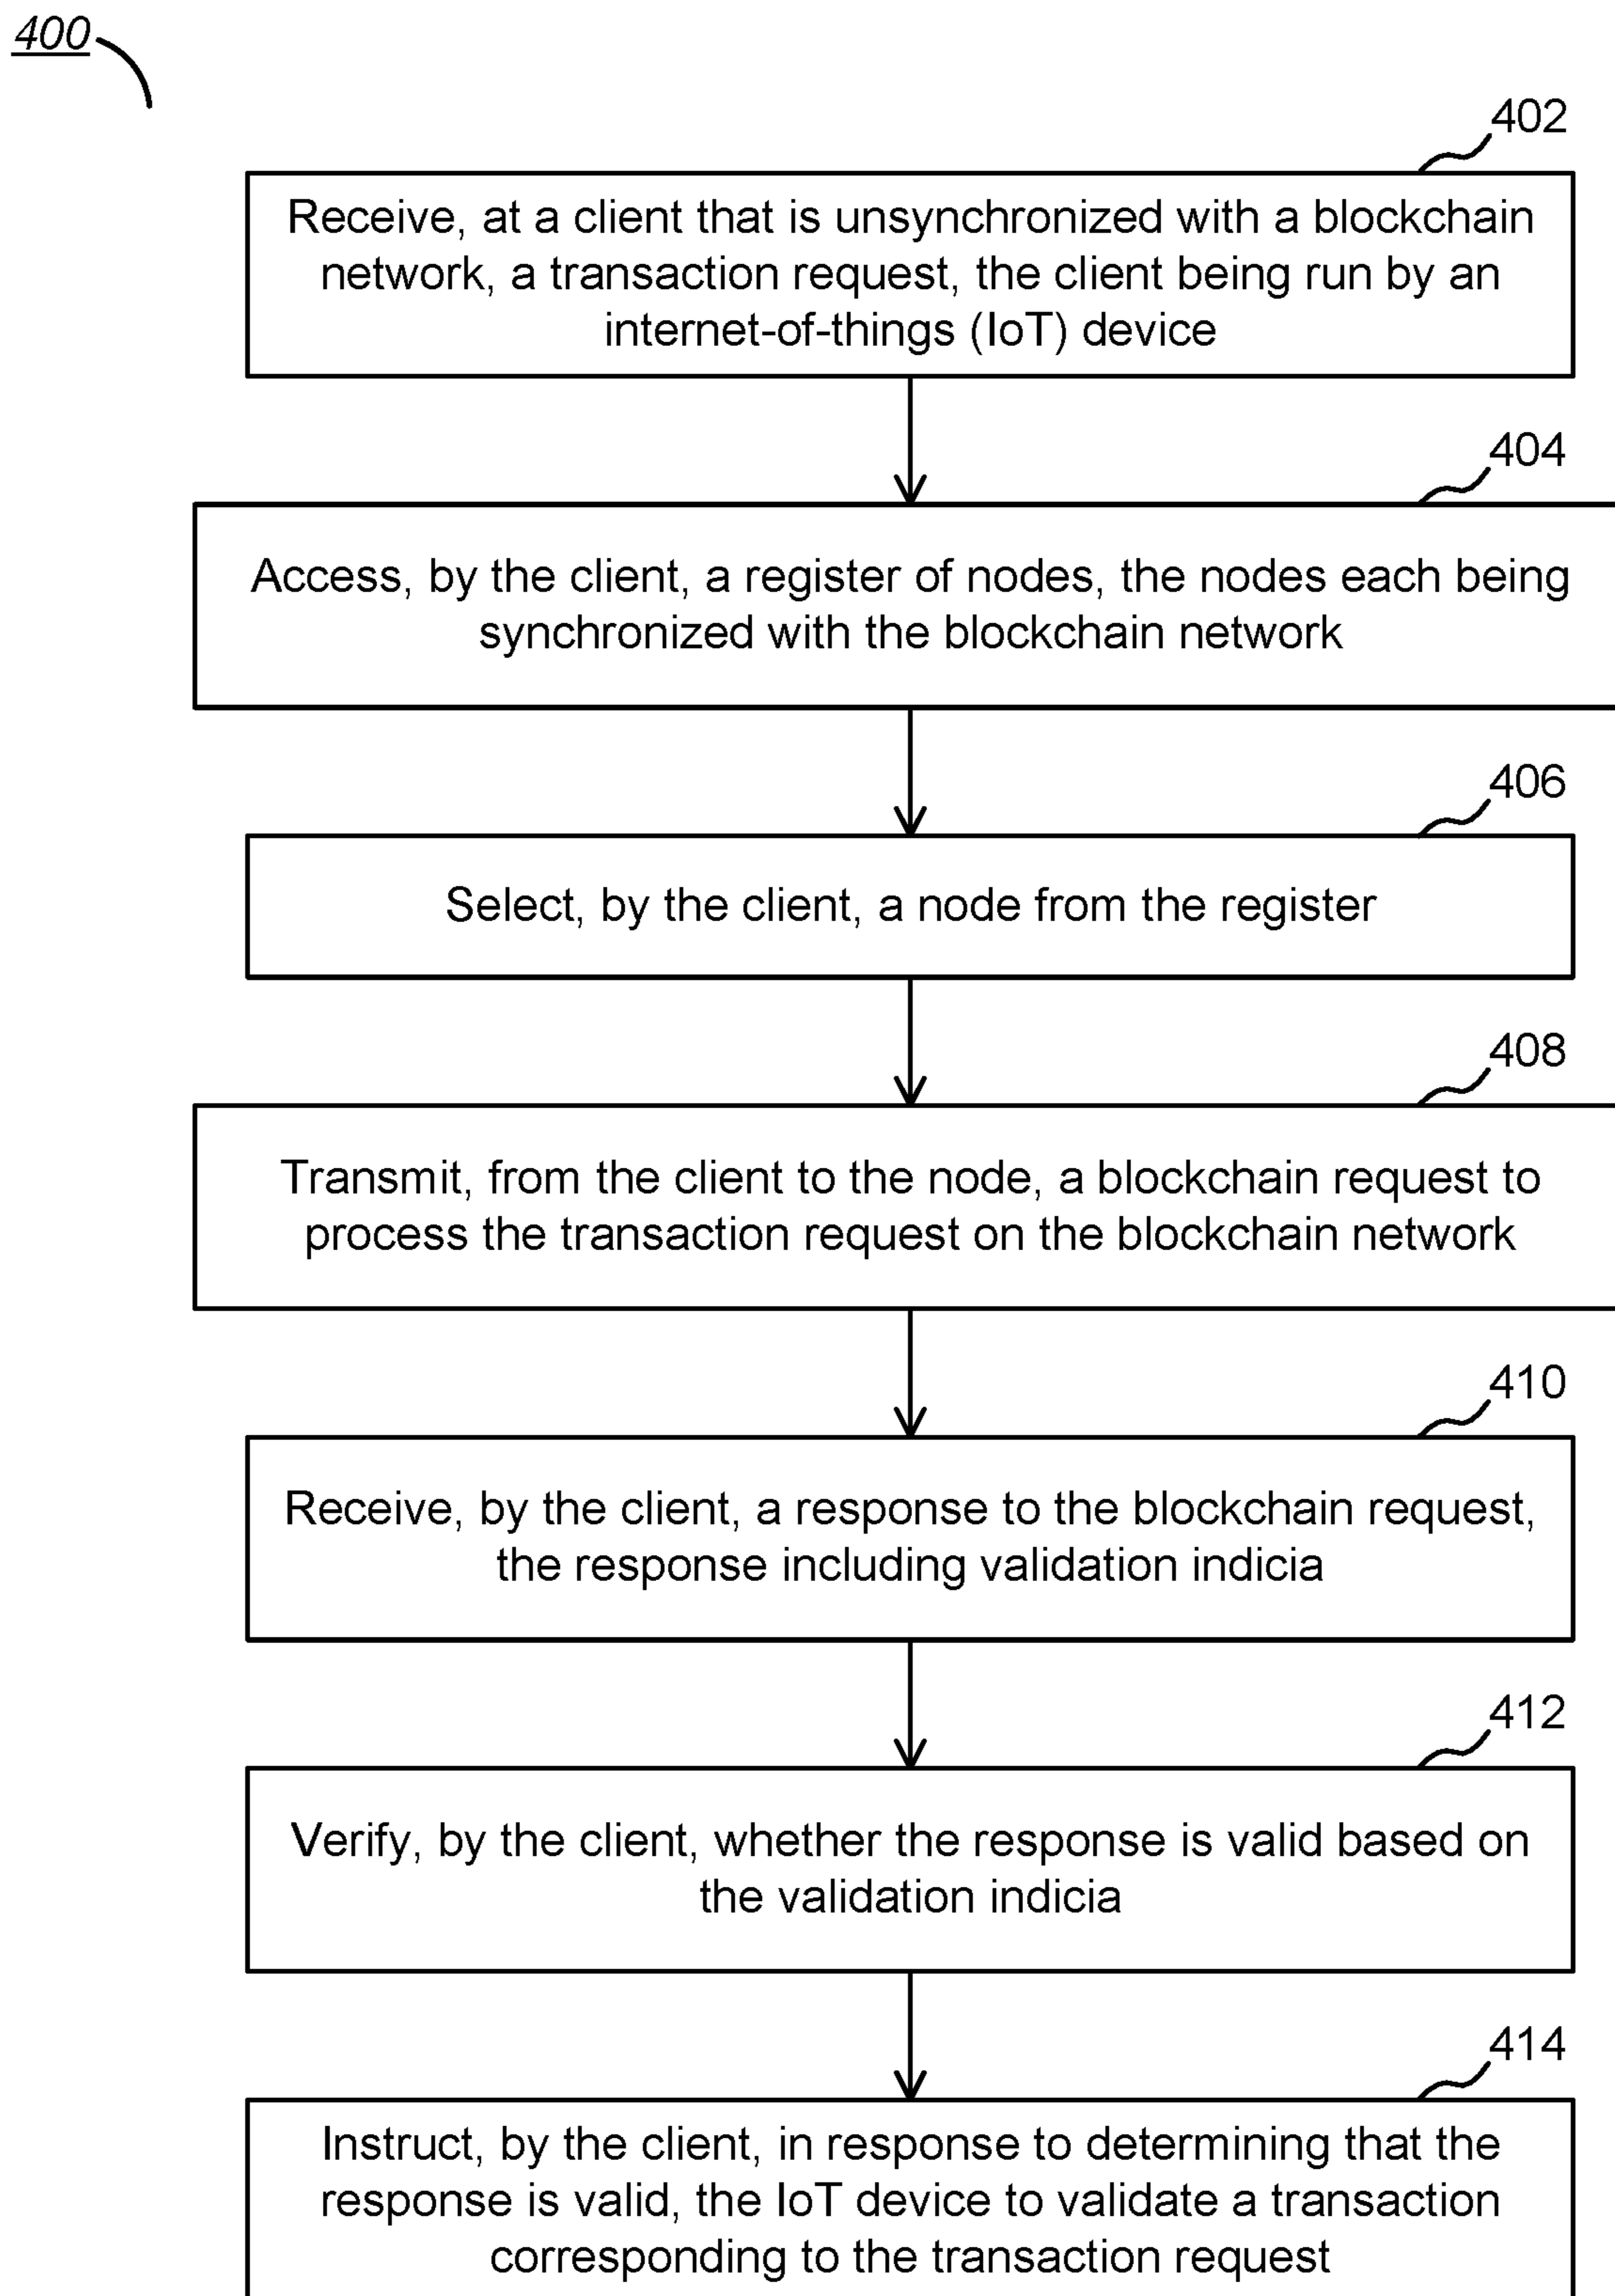 400
402
Receive, at a client that is unsynchronized with a blockchain
network, a transaction request, the client being run by an
internet-of-things (IoT) device
404
Access, by the client, a register of nodes, the nodes each being
synchronized with the blockchain network
406
Select, by the client, a node from the register
408
Transmit, from the client to the node, a blockchain request to
process the transaction request on the blockchain network
410
Receive, by the client, a response to the blockchain request,
the response including validation indicia
412
Verify, by the client, whether the response is valid based on
the validation indicia
414
Instruct, by the client, in response to determining that the
response is valid, the IoT device to validate a transaction
corresponding to the transaction request